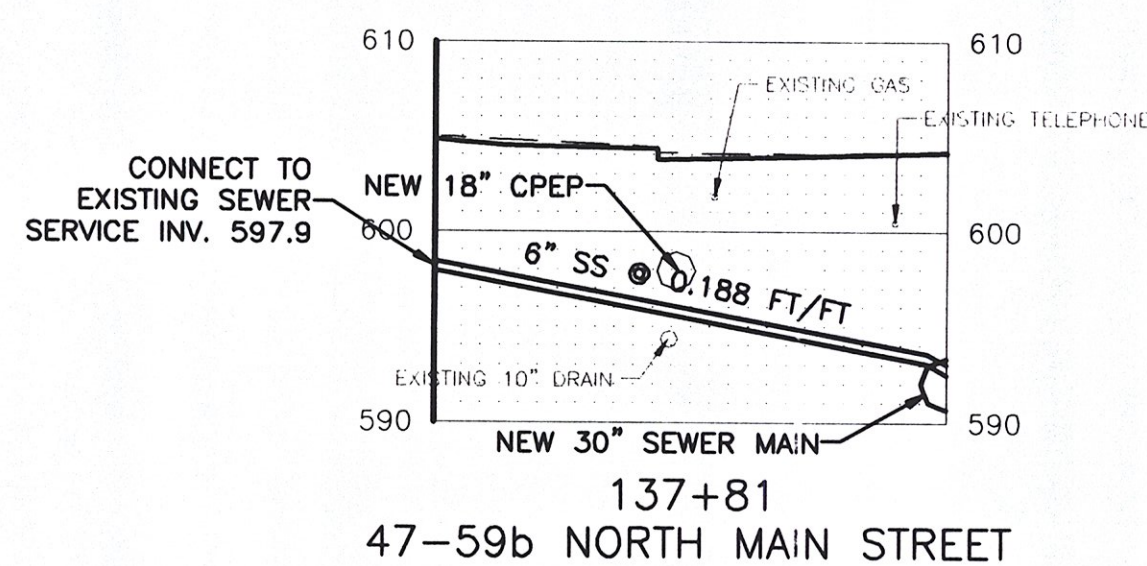 610
610
EXISTING GAS
EXISTING TELEPHONE
CONNECT TO
EXISTING SEWER
SERVICE INV. 597.9
NEW 18" CPEP
600
600
6" SS @ 0.188 FT/FT
EXISTING 10" DRAIN
590
590
NEW 30" SEWER MAIN
137+81
47-59b NORTH MAIN STREET